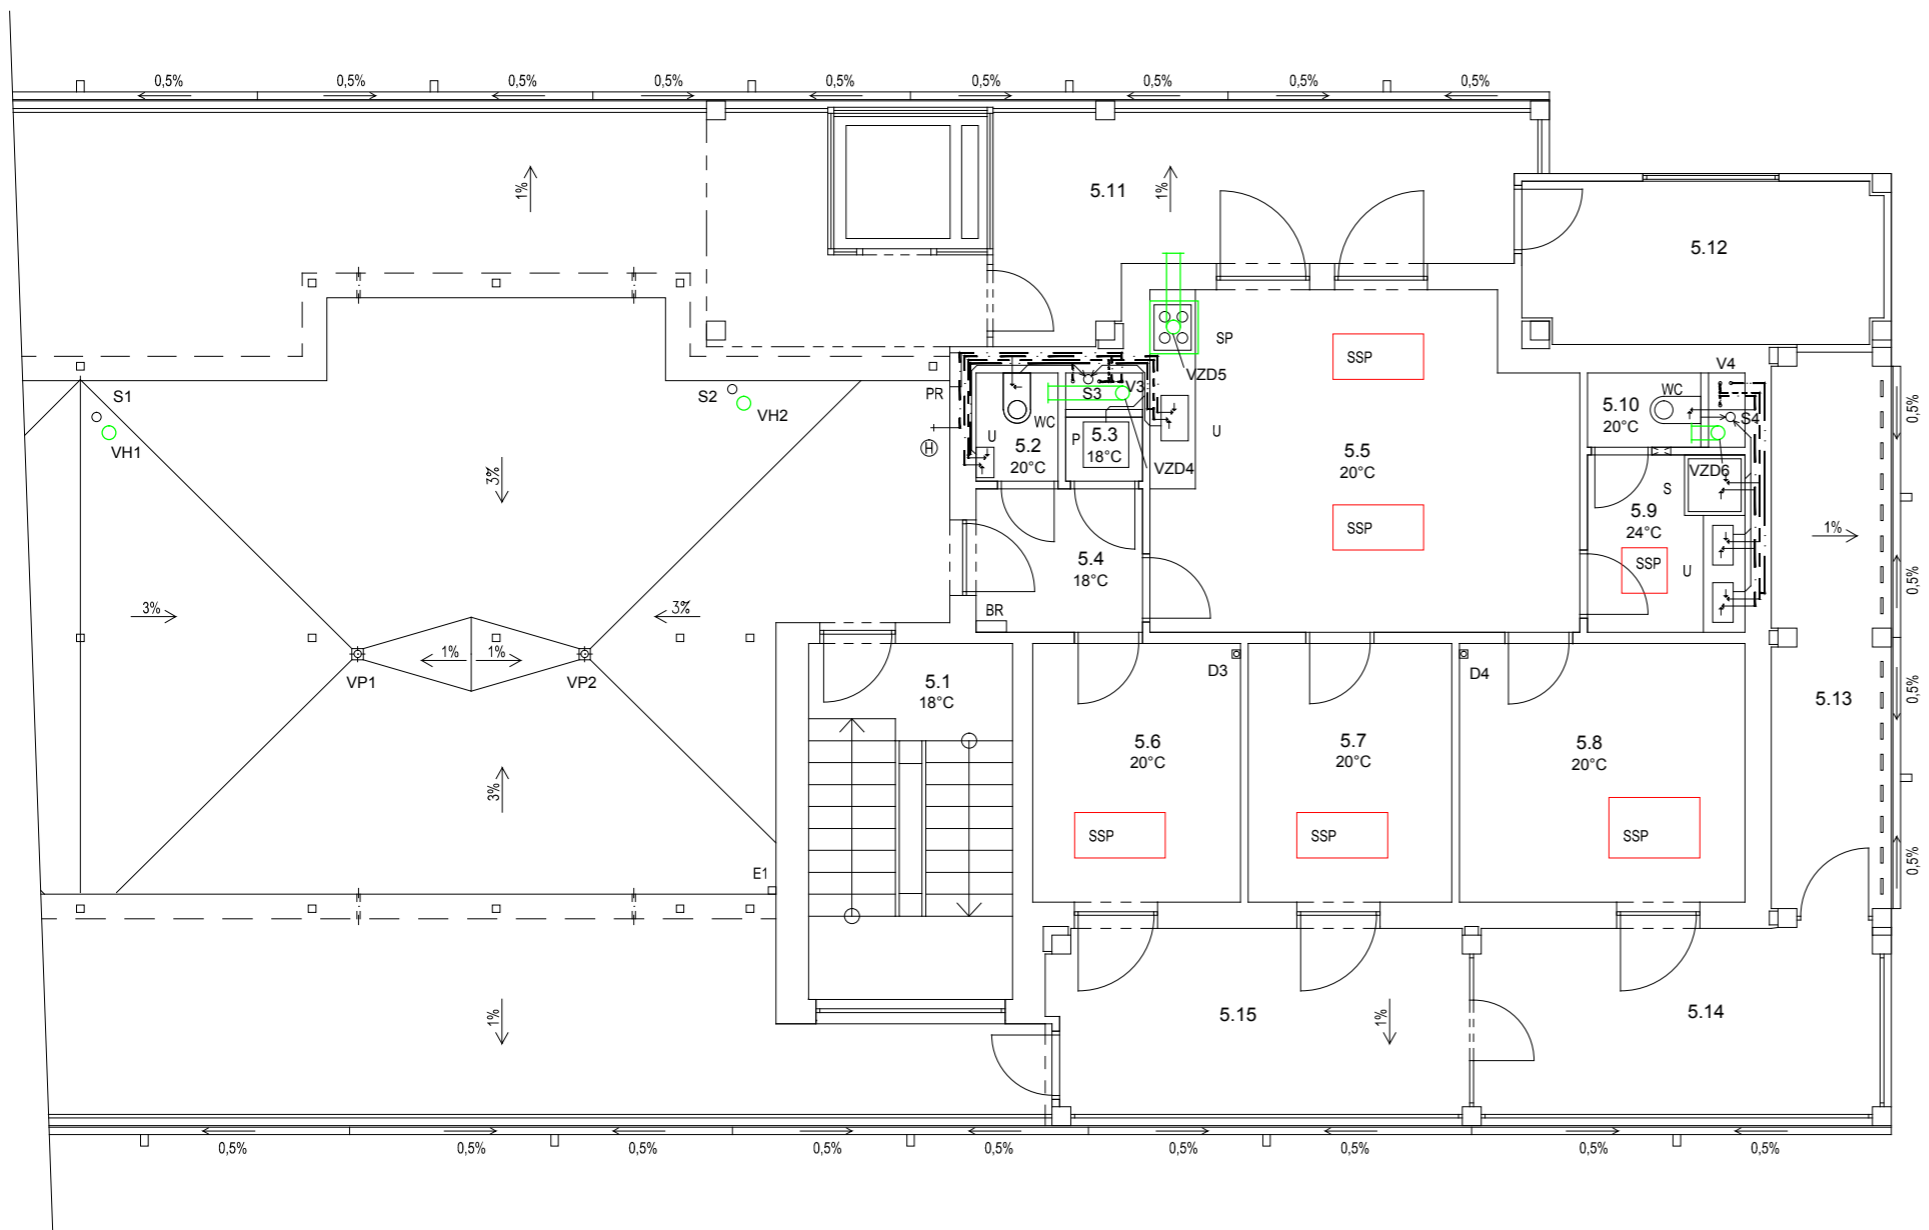 0,5% 0,5% 0,5% 0,5% 0,5% 0,5% 0,5% 0,5% 0,5%
1%
5.11
1%
5.12
SP
SSP
VZD5
V4
S1
S2
PR
S3
V3
WC
VH2
5.10
20°C
S4
0,5%
VH1
H
U
WC
5.2
20°C
P
5.3
18°C
U
5.5
20°C
VZD4
VZD6
3%
S
5.9
24°C
SSP
SSP
U
1%
5.4
18°C
0,5%
3%
3%
BR
1%
1%
VP1
VP2
5.1
18°C
D3
D4
0,5%
5.13
5.6
20°C
5.7
20°C
5.8
20°C
3%
SSP
SSP
SSP
E1
0,5%
1%
5.15
1%
5.14
0,5% 0,5% 0,5% 0,5% 0,5% 0,5% 0,5% 0,5% 0,5%